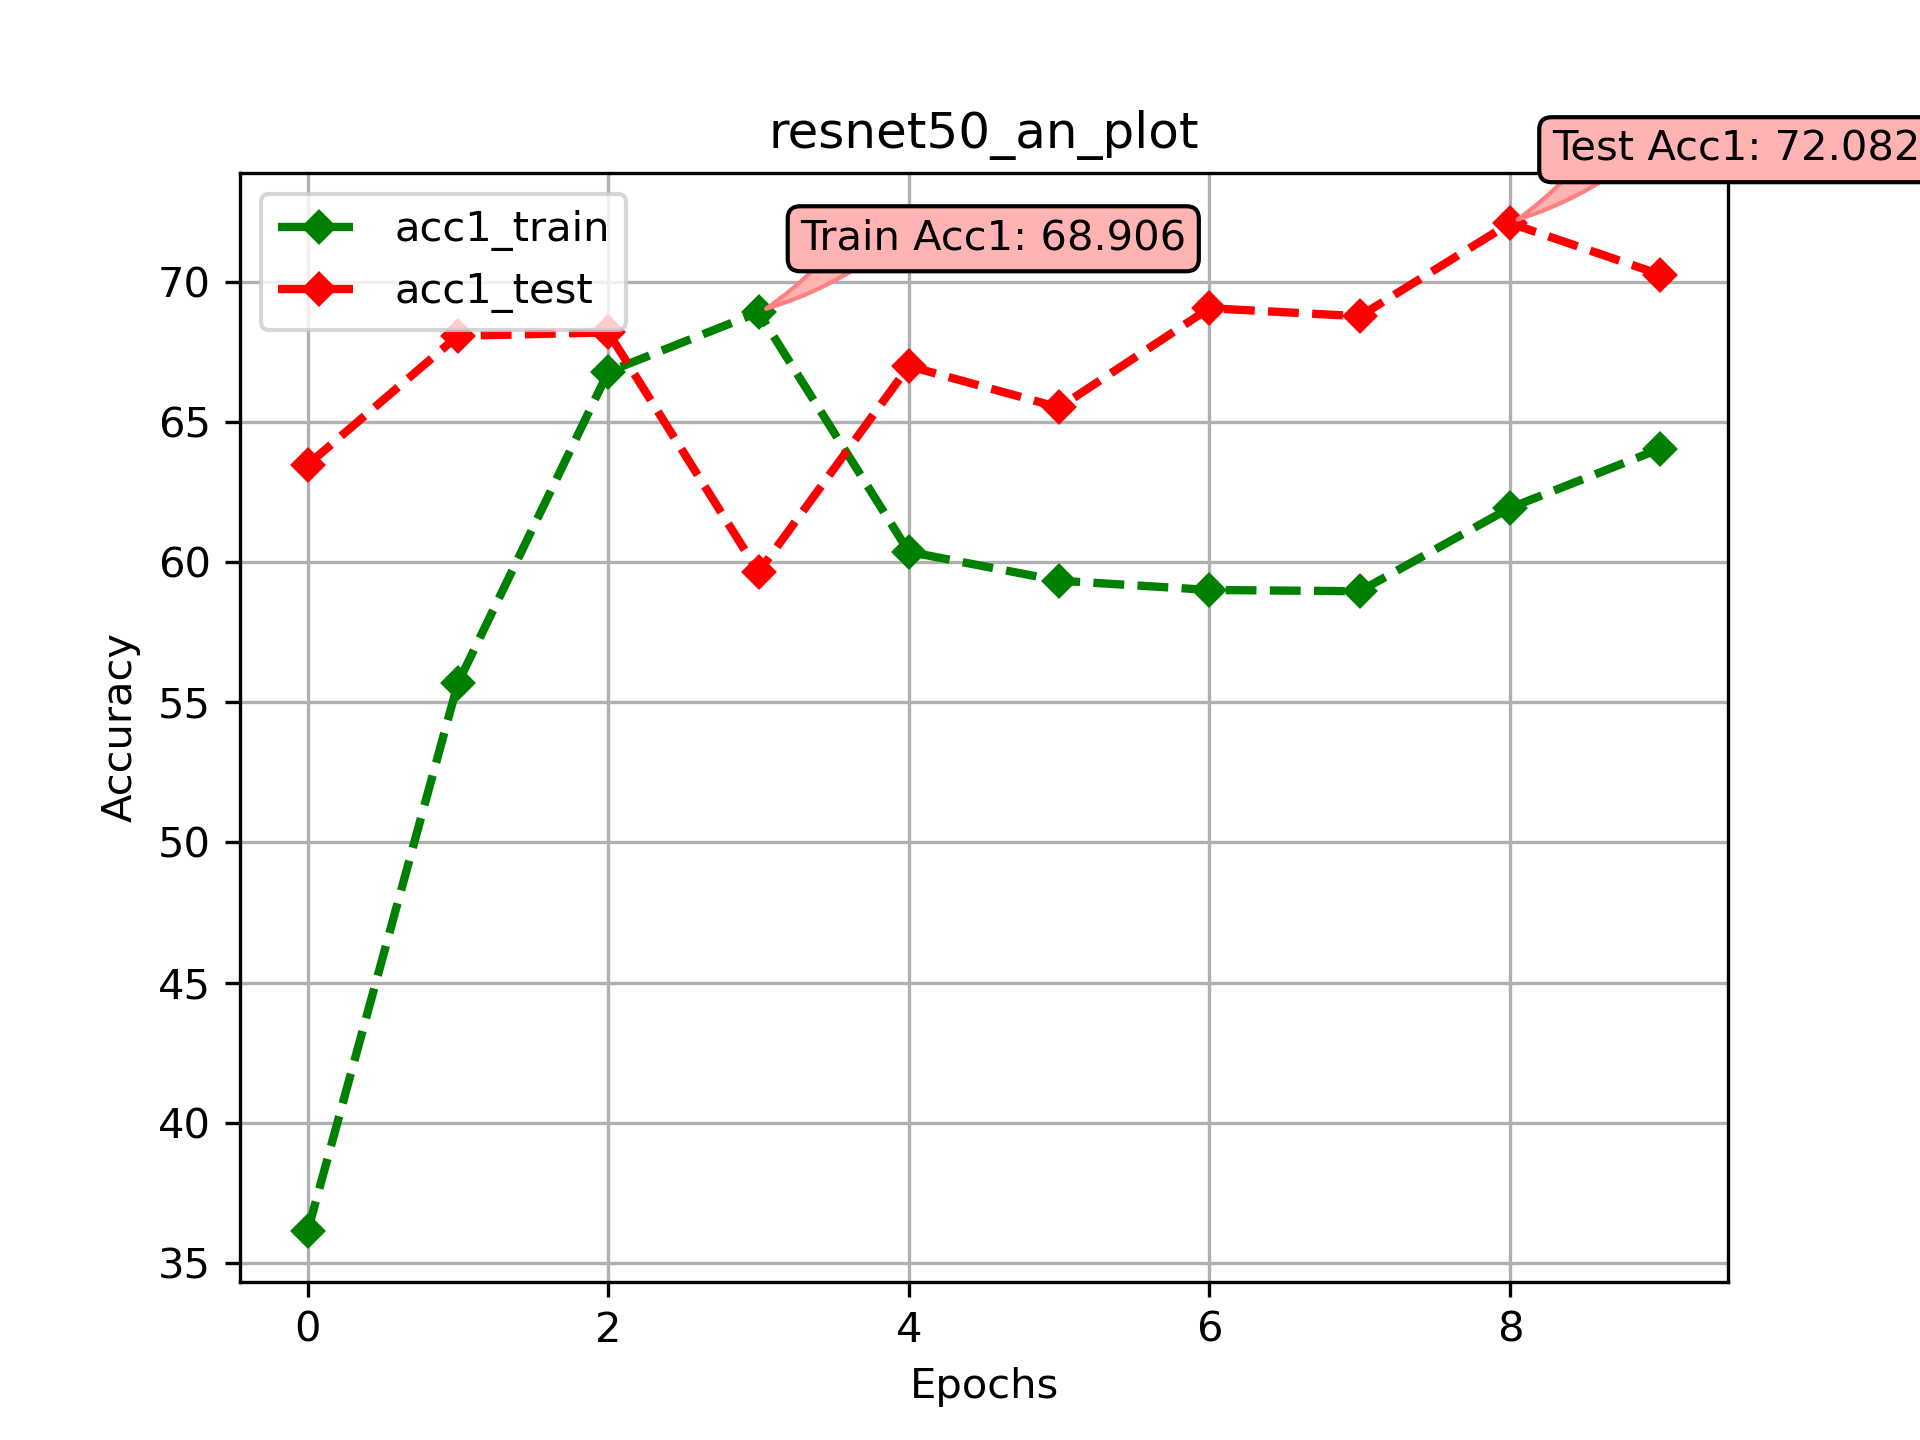 resnet50_an_plot
Test Acc1: 72.082
Train Acc1: 68.906
acc1_train
acc1_test
70
65
60
55
50
45
40
35
Accuracy
0 2 4 6 8
Epochs